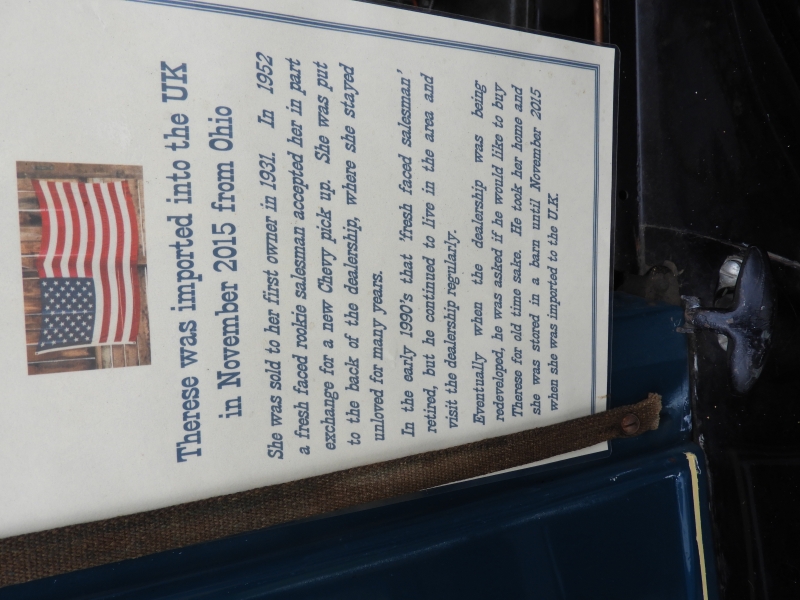 Therese was imported into the UK
in November 2015 from Ohio
She was sold to her first owner in 1931. In 1952
a fresh faced rookie salesman accepted her in part
exchange for a new Chevy pick up. She was put
to the back of the dealership, where she stayed
unloved for many years.
In the early 1990's that 'fresh faced salesman'
retired, but he continued to live in the area and
visit the dealership regularly.
Eventually when the dealership was being
redeveloped, he was asked if he would like to buy
Therese for old time sake. He took her home and
she was stored in a barn until November 2015
when she was imported to the U.K.